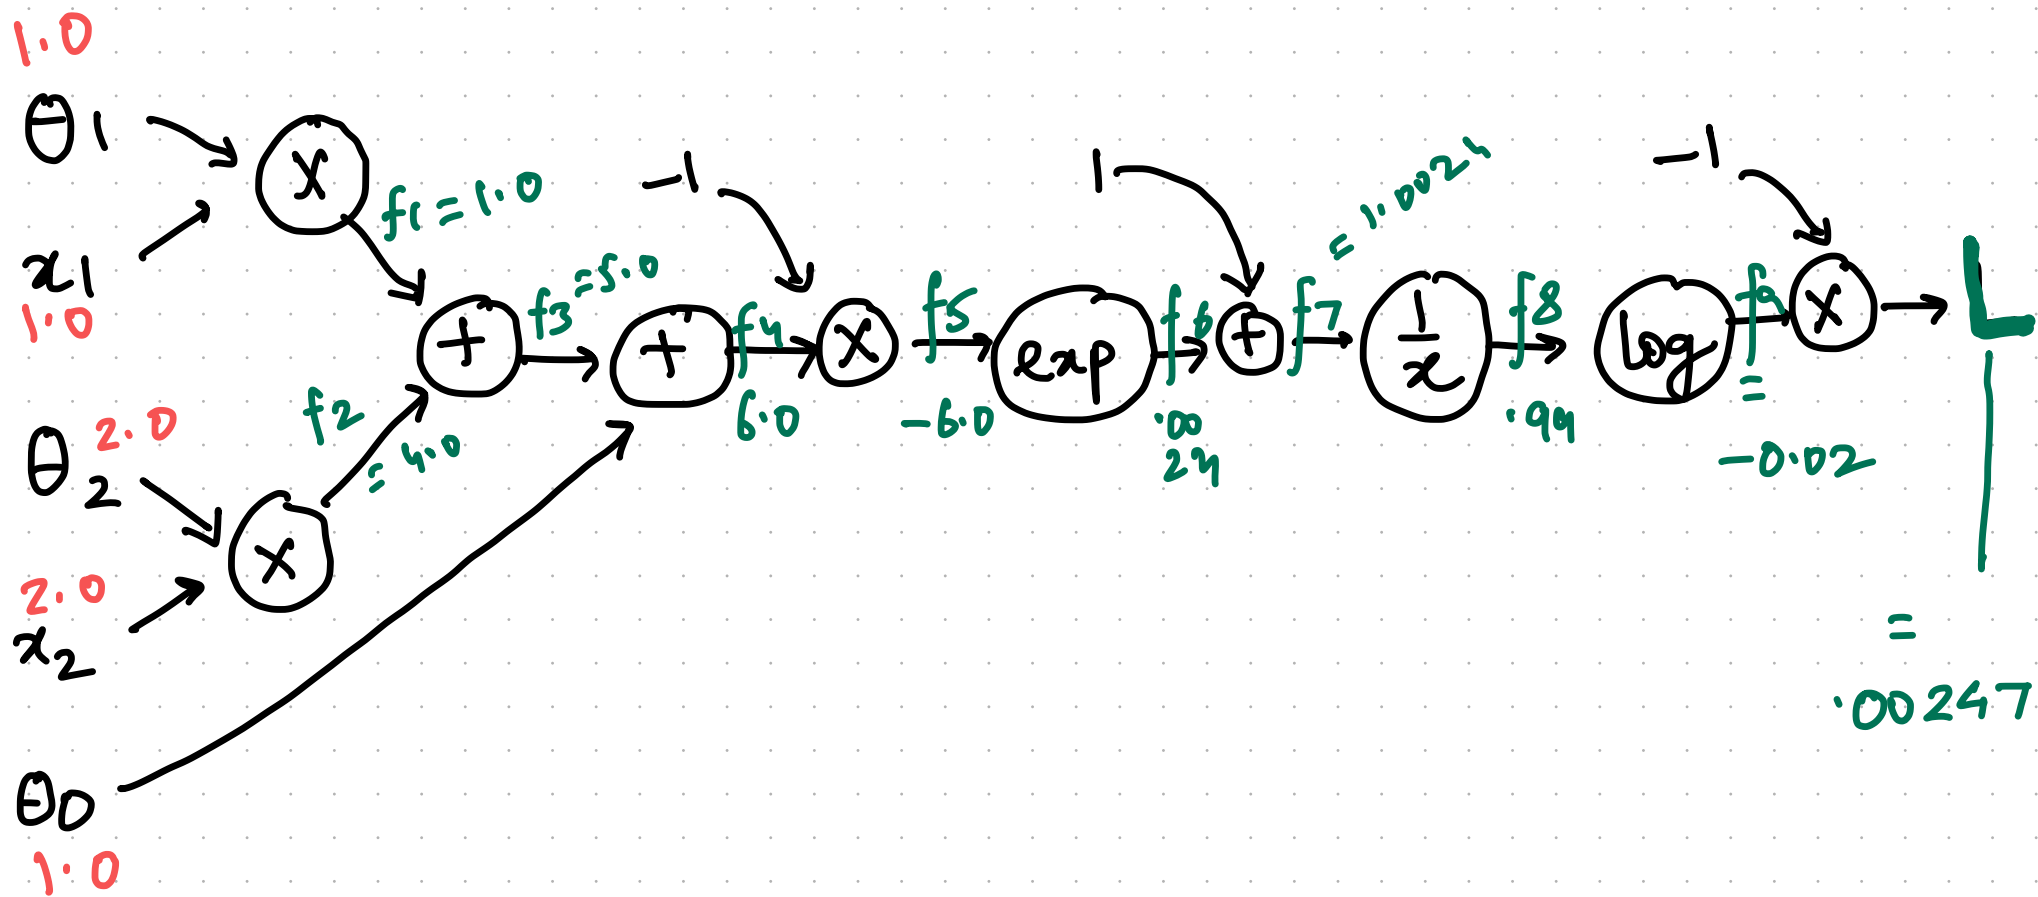 1.0
θ1
x1
1.0
x
f1 = 1.0
θ2
2.0
2.0
x2
x
f2
= 4.0
θ0
1.0
+
f3 = 5.0
+
f4
6.0
-1
x
f5
-6.0
exp
f6
.00
24
1
+
f7
= 1.0024
1/x
f8
.99
log
f9
=
-0.02
-1
x
L
=
.00247